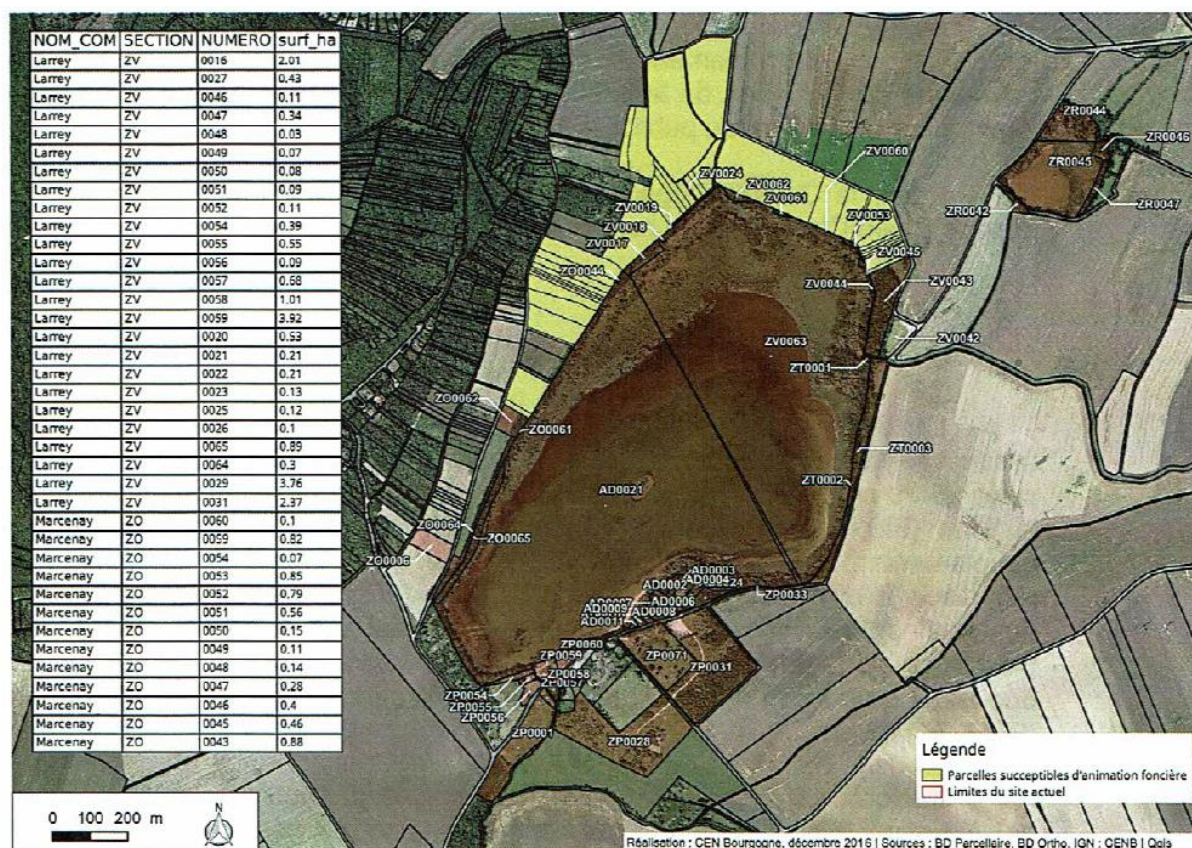 NOM_COM SECTION NUMERO surf_ha
Larrey ZV 0016 2.01
Larrey ZV 0027 0.43
Larrey ZV 0046 0.11
Larrey ZV 0047 0.34
Larrey ZV 0048 0.03
Larrey ZV 0049 0.07
Larrey ZV 0050 0.08
Larrey ZV 0051 0.09
Larrey ZV 0052 0.11
Larrey ZV 0054 0.39
Larrey ZV 0055 0.55
Larrey ZV 0056 0.09
Larrey ZV 0057 0.68
Larrey ZV 0058 1.01
Larrey ZV 0059 3.92
Larrey ZV 0020 0.53
Larrey ZV 0021 0.21
Larrey ZV 0022 0.21
Larrey ZV 0023 0.13
Larrey ZV 0025 0.12
Larrey ZV 0026 0.1
Larrey ZV 0065 0.89
Larrey ZV 0064 0.3
Larrey ZV 0029 3.76
Larrey ZV 0031 2.37
Marcenay ZO 0060 0.1
Marcenay ZO 0059 0.82
Marcenay ZO 0054 0.07
Marcenay ZO 0053 0.85
Marcenay ZO 0052 0.79
Marcenay ZO 0051 0.56
Marcenay ZO 0050 0.15
Marcenay ZO 0049 0.11
Marcenay ZO 0048 0.14
Marcenay ZO 0047 0.28
Marcenay ZO 0046 0.4
Marcenay ZO 0045 0.46
Marcenay ZO 0043 0.88
ZR0044
ZR0046
ZR0045
ZR0047
ZR0042
ZV0060
ZV0024
ZV0062
ZV0061
ZV0019
ZV0018
ZV0017
ZV0053
ZV0045
ZO0044
ZV0044
ZV0043
ZV0042
ZV0063
ZT0001
ZO0062
ZO0061
ZT0003
ZT0002
AD0021
ZO0064
ZO0065
ZO0006
AD0003
AD0004
AD0002
ZP0033
AD0006
AD0009
AD0008
AD0011
ZP0060
ZP0059
ZP0071
ZP0031
ZP0058
ZP0057
ZP0054
ZP0055
ZP0056
ZP0001
ZP0028
Légende
Parcelles succeptibles d'animation foncière
Limites du site actuel
0 100 200 m
N
Réalisation : CEN Bourgogne, décembre 2016 | Sources : BD Parcellaire, BD Ortho, IGN ; CENB | Qgis